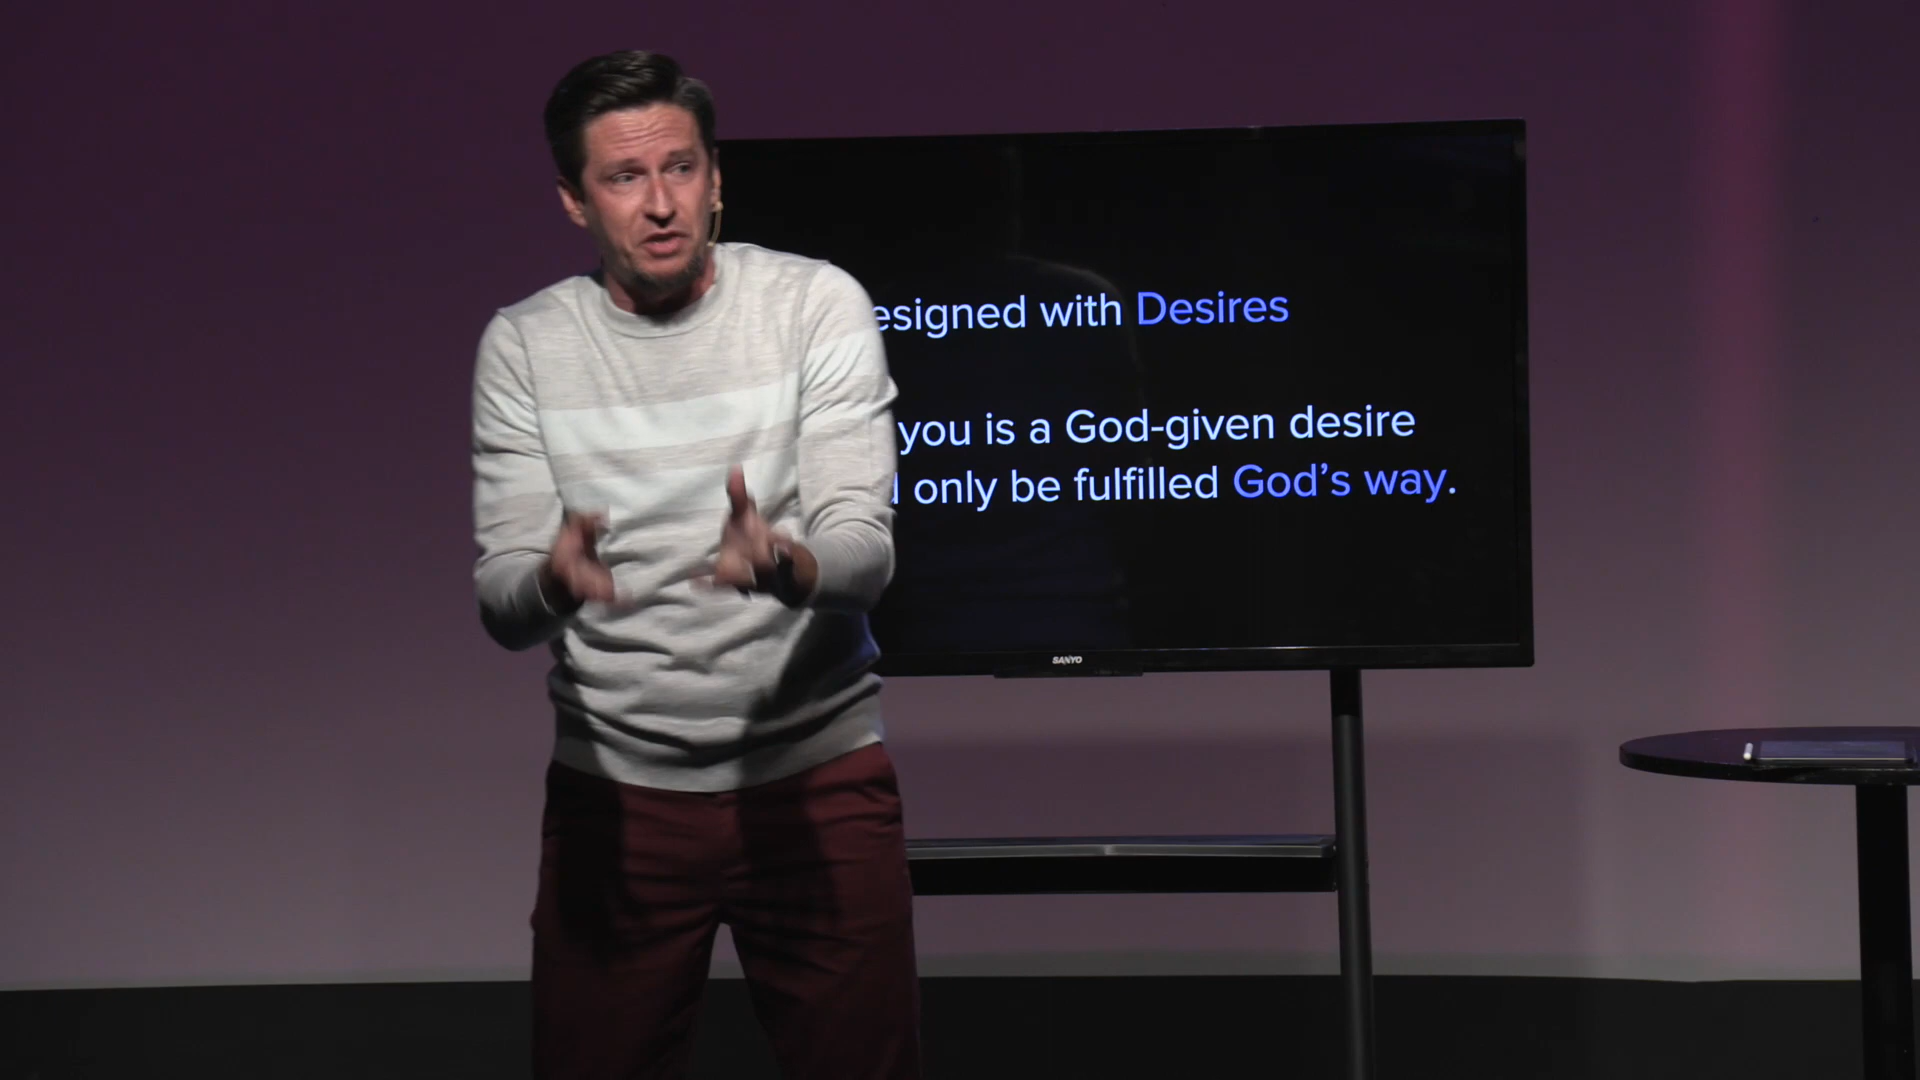 esigned with Desires
you is a God-given desire
only be fulfilled God's way.
SANYO